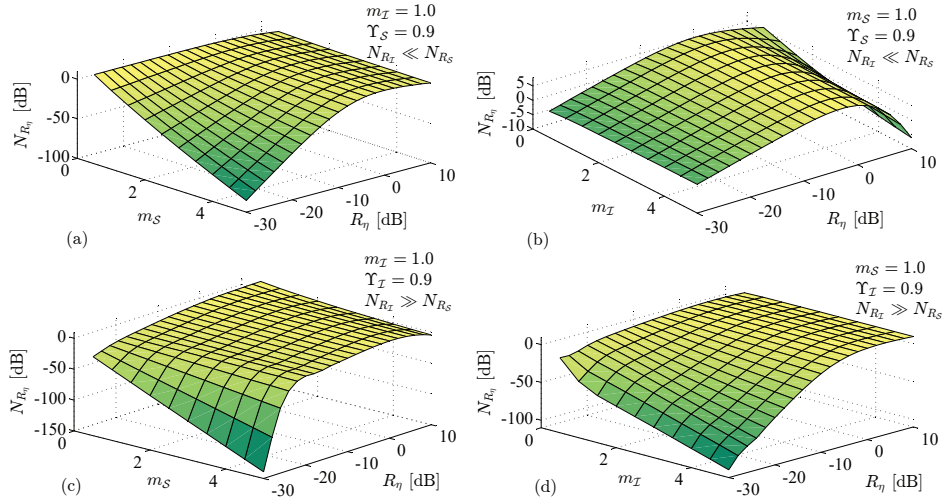 m_I = 1.0
Υ_S = 0.9
N_{R_I} ≪ N_{R_S}
N_{R_η} [dB]
0
-50
-100
0
2
4
m_S
-30
-20
-10
0
10
R_η [dB]
(a)
m_S = 1.0
Υ_S = 0.9
N_{R_I} ≪ N_{R_S}
N_{R_η} [dB]
5
0
-5
-10
0
2
4
m_I
-30
-20
-10
0
10
R_η [dB]
(b)
m_I = 1.0
Υ_I = 0.9
N_{R_I} ≫ N_{R_S}
N_{R_η} [dB]
0
-50
-100
-150
0
2
4
m_S
-30
-20
-10
0
10
R_η [dB]
(c)
m_S = 1.0
Υ_I = 0.9
N_{R_I} ≫ N_{R_S}
N_{R_η} [dB]
0
-50
-100
0
2
4
m_I
-30
-20
-10
0
10
R_η [dB]
(d)